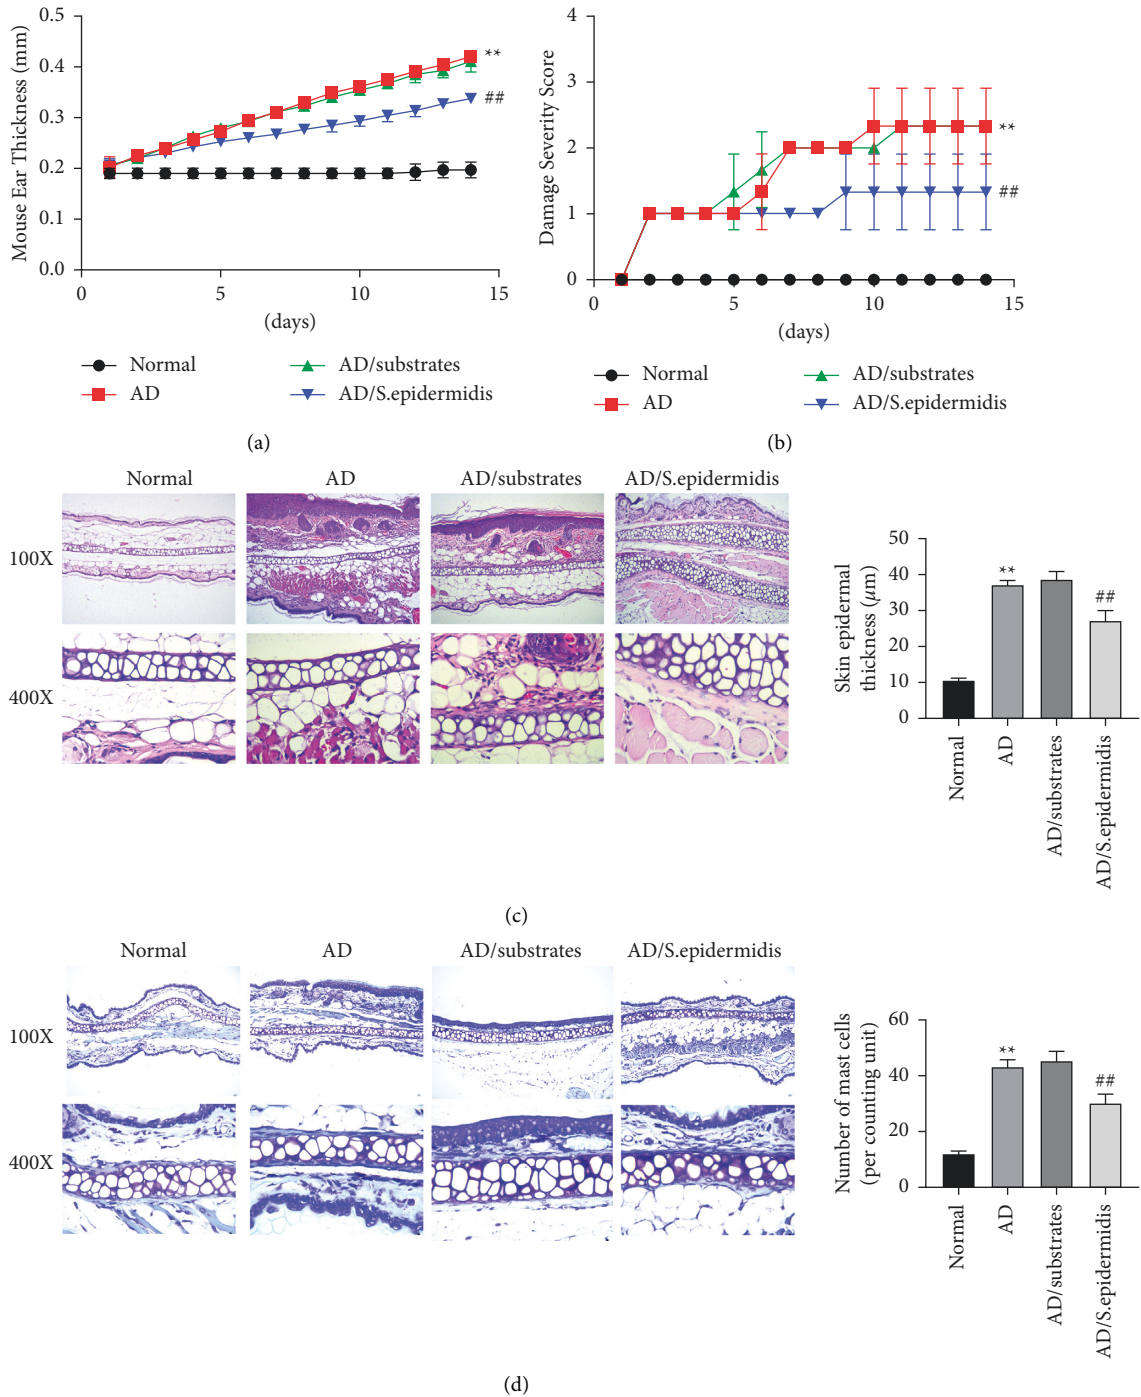 0.5
0.4
0.3
0.2
0.1
0.0
Mouse Ear Thickness (mm)
0 5 10 15
(days)
**
##
Normal
AD
AD/substrates
AD/S.epidermidis
(a)
4
3
2
1
0
Damage Severity Score
0 5 10 15
(days)
**
##
Normal
AD
AD/substrates
AD/S.epidermidis
(b)
Normal AD AD/substrates AD/S.epidermidis
100X
400X
50
40
30
20
10
0
Skin epidermal
thickness (μm)
**
##
Normal
AD
AD/substrates
AD/S.epidermidis
(c)
Normal AD AD/substrates AD/S.epidermidis
100X
400X
60
40
20
0
Number of mast cells
(per counting unit)
**
##
Normal
AD
AD/substrates
AD/S.epidermidis
(d)